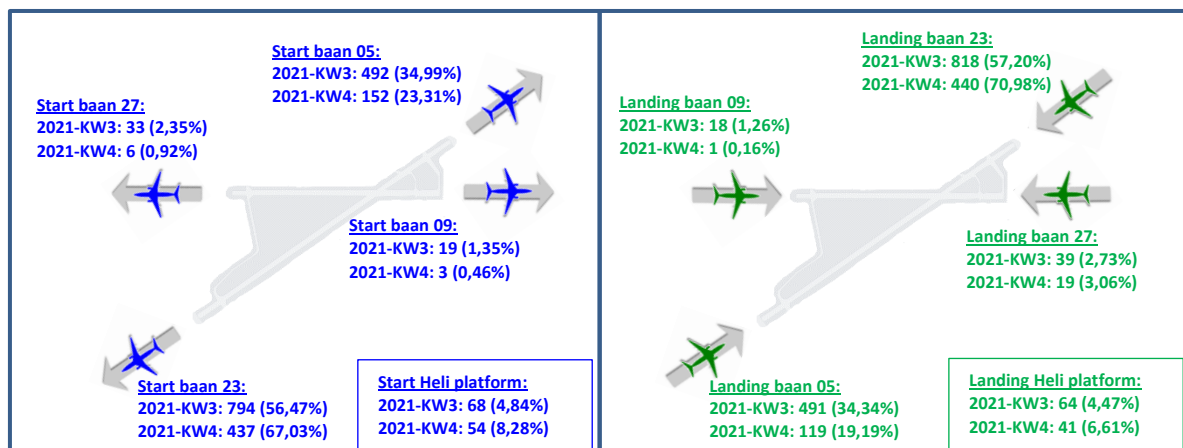 Start baan 05:
2021-KW3: 492 (34,99%)
2021-KW4: 152 (23,31%)
Start baan 27:
2021-KW3: 33 (2,35%)
2021-KW4: 6 (0,92%)
Start baan 09:
2021-KW3: 19 (1,35%)
2021-KW4: 3 (0,46%)
Start baan 23:
2021-KW3: 794 (56,47%)
2021-KW4: 437 (67,03%)
Start Heli platform:
2021-KW3: 68 (4,84%)
2021-KW4: 54 (8,28%)
Landing baan 23:
2021-KW3: 818 (57,20%)
2021-KW4: 440 (70,98%)
Landing baan 09:
2021-KW3: 18 (1,26%)
2021-KW4: 1 (0,16%)
Landing baan 27:
2021-KW3: 39 (2,73%)
2021-KW4: 19 (3,06%)
Landing baan 05:
2021-KW3: 491 (34,34%)
2021-KW4: 119 (19,19%)
Landing Heli platform:
2021-KW3: 64 (4,47%)
2021-KW4: 41 (6,61%)